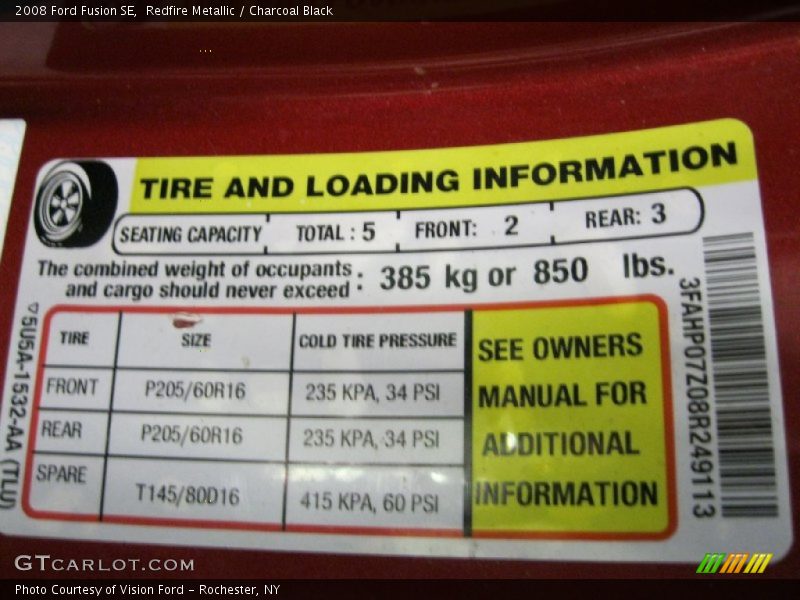 2008 Ford Fusion SE,  Redfire Metallic / Charcoal Black
TIRE AND LOADING INFORMATION
SEATING CAPACITY TOTAL : 5 FRONT: 2 REAR: 3
The combined weight of occupants
and cargo should never exceed : 385 kg or 850 lbs.
TIRE SIZE COLD TIRE PRESSURE
FRONT P205/60R16 235 KPA, 34 PSI
REAR P205/60R16 235 KPA, 34 PSI
SPARE T145/80D16 415 KPA, 60 PSI
SEE OWNERS
MANUAL FOR
ADDITIONAL
INFORMATION
5U5A-1532-AA (TLU)
3FAHP07Z08R249113
GTCARLOT.COM
Photo Courtesy of Vision Ford – Rochester, NY